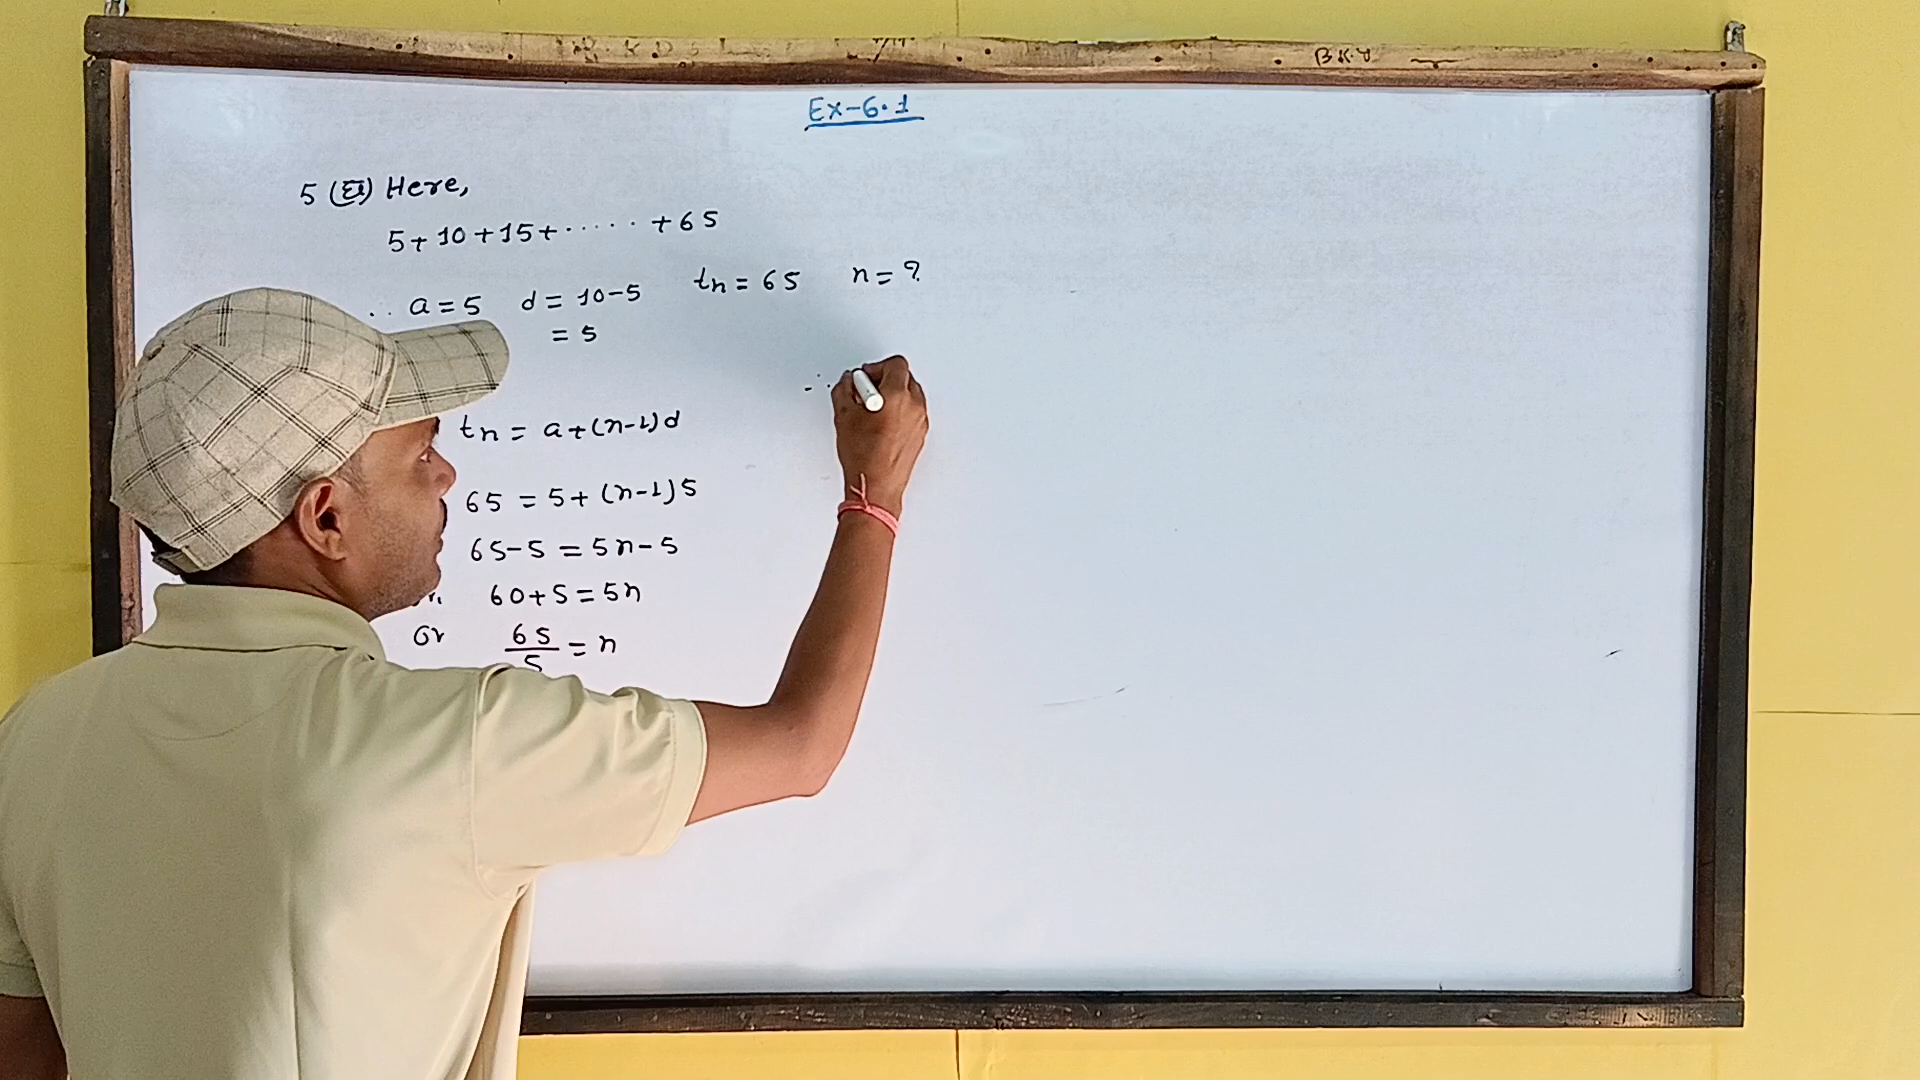 BKY
Ex-6.1
5 (घ) Here,
5+10+15+.....+65
∴ a=5 d=10-5 tn=65 n=?
=5
∴
tn = a+(n-1)d
65 = 5+(n-1)5
65-5 = 5n-5
60+5=5n
Or 65/5 = n